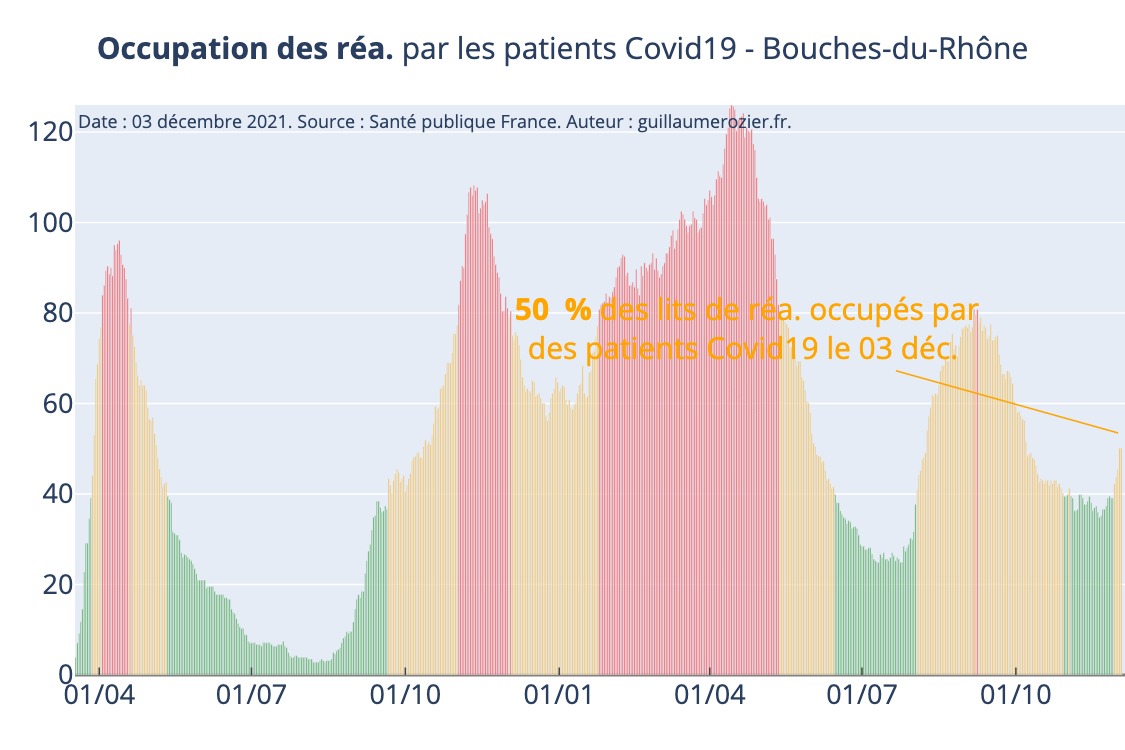 Occupation des réa. par les patients Covid19 - Bouches-du-Rhône
Date : 03 décembre 2021. Source : Santé publique France. Auteur : guillaumerozier.fr.
120
100
80
60
40
20
0
50 % des lits de réa. occupés par
des patients Covid19 le 03 déc.
01/04 01/07 01/10 01/01 01/04 01/07 01/10